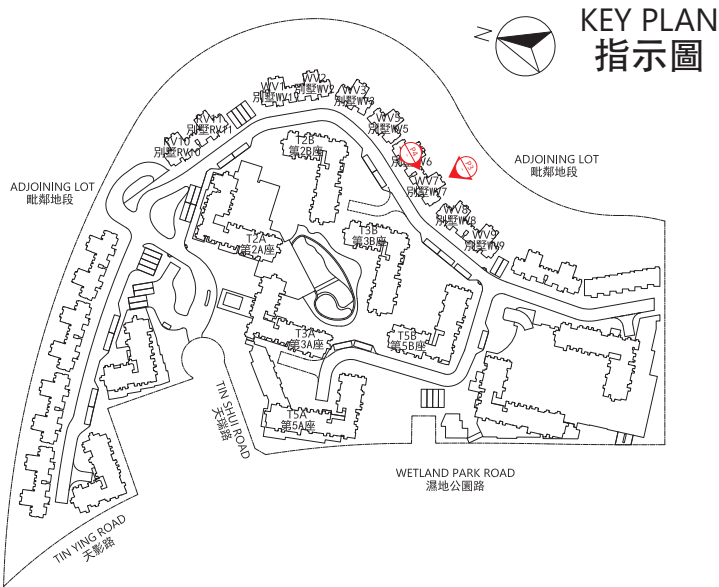 KEY PLAN
指示圖
N
WV1
別墅WV1
WV2
別墅WV2
WV3
別墅WV3
WV5
別墅WV5
RV11
別墅RV11
RV10
別墅RV10
T2B
第2B座
P4
P3
ADJOINING LOT
毗鄰地段
WV7
別墅WV7
ADJOINING LOT
毗鄰地段
WV8
別墅WV8
WV9
別墅WV9
T3B
第3B座
T2A
第2A座
T3A
第3A座
T5B
第5B座
T5A
第5A座
TIN SHUI ROAD
天瑞路
WETLAND PARK ROAD
濕地公園路
TIN YING ROAD
天影路